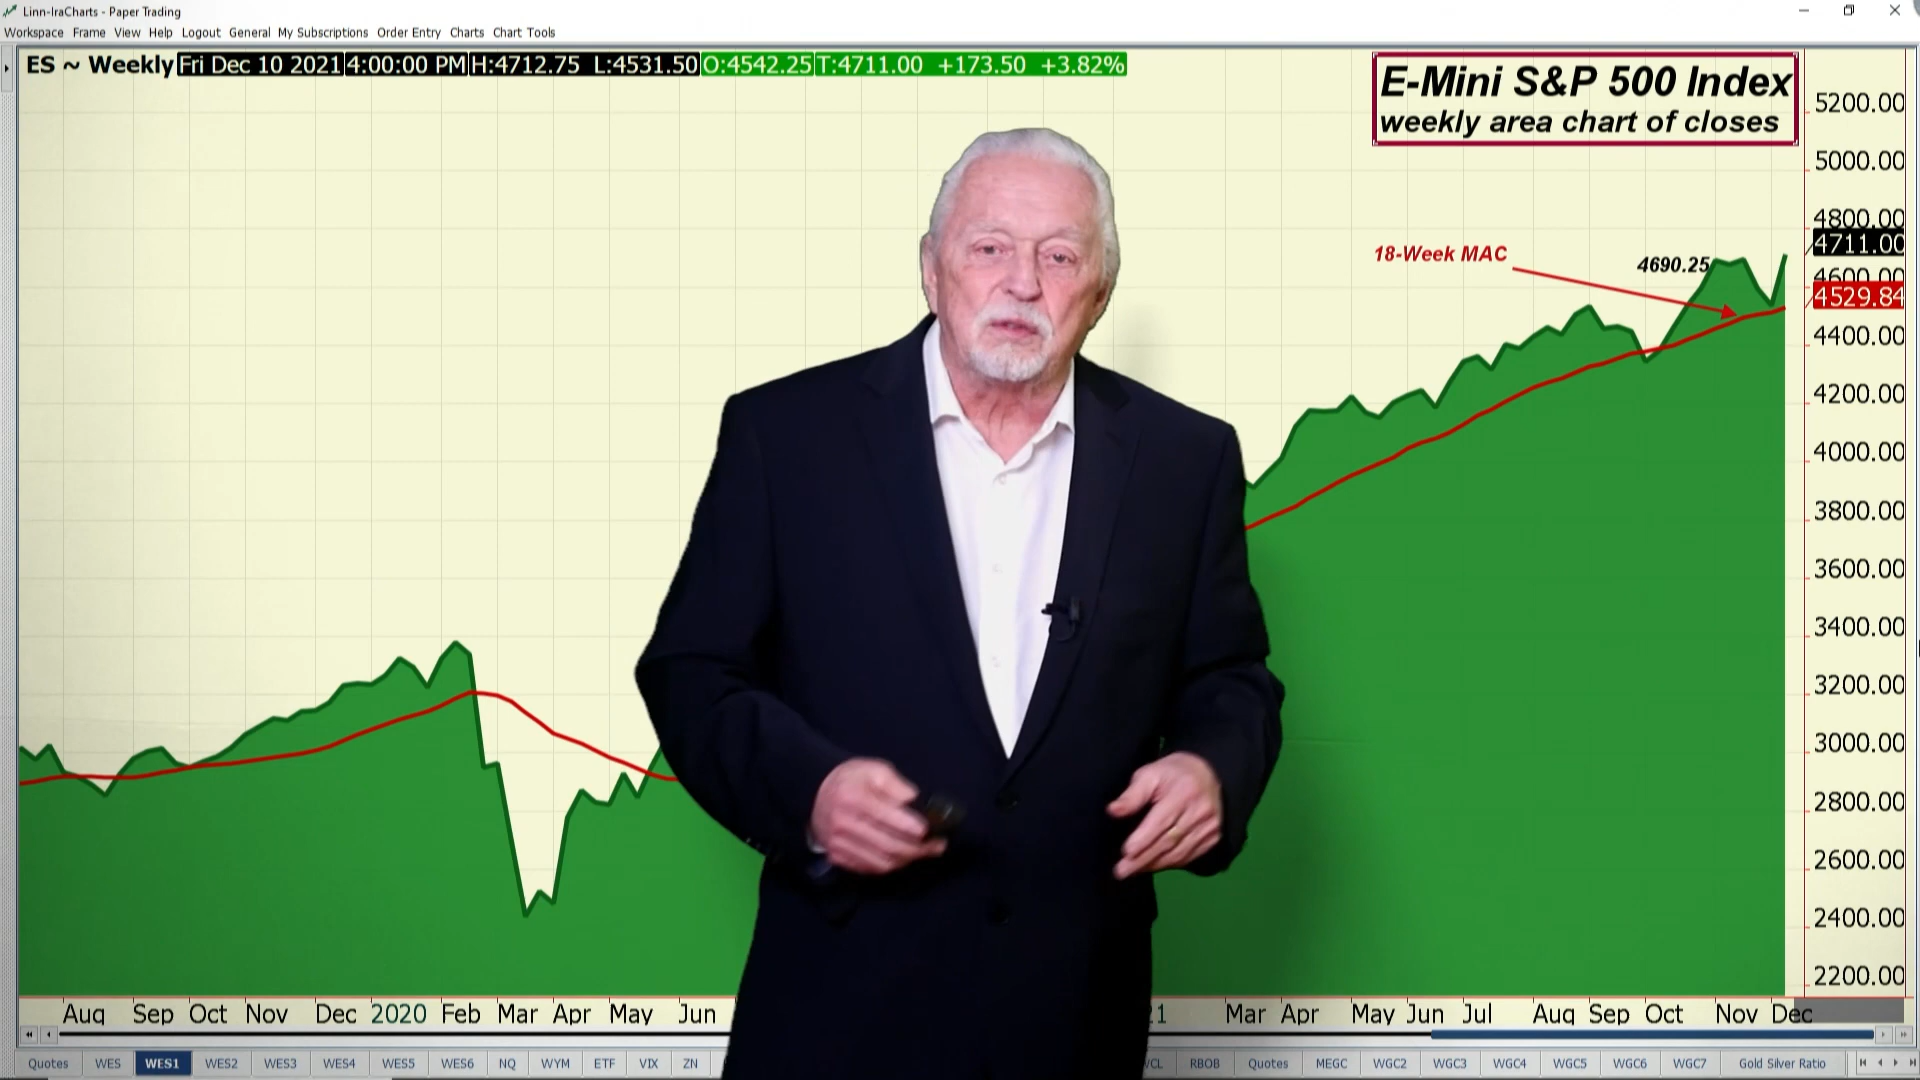 Linn-IraCharts - Paper Trading
Workspace Frame View Help Logout General My Subscriptions Order Entry Charts Chart Tools
ES ~ Weekly Fri Dec 10 2021 4:00:00 PM H:4712.75 L:4531.50 O:4542.25 T:4711.00 +173.50 +3.82%
E-Mini S&P 500 Index
weekly area chart of closes
5200.00
5000.00
4800.00
4711.00
18-Week MAC
4690.25
4600.00
4529.84
4400.00
4200.00
4000.00
3800.00
3600.00
3400.00
3200.00
3000.00
2800.00
2600.00
2400.00
2200.00
Aug Sep Oct Nov Dec 2020 Feb Mar Apr May Jun Mar Apr May Jun Jul Aug Sep Oct Nov Dec
Quotes WES WES1 WES2 WES3 WES4 WES5 WES6 NQ WYM ETF VIX ZN RBOB Quotes MEGC WGC2 WGC3 WGC4 WGC5 WGC6 WGC7 Gold Silver Ratio